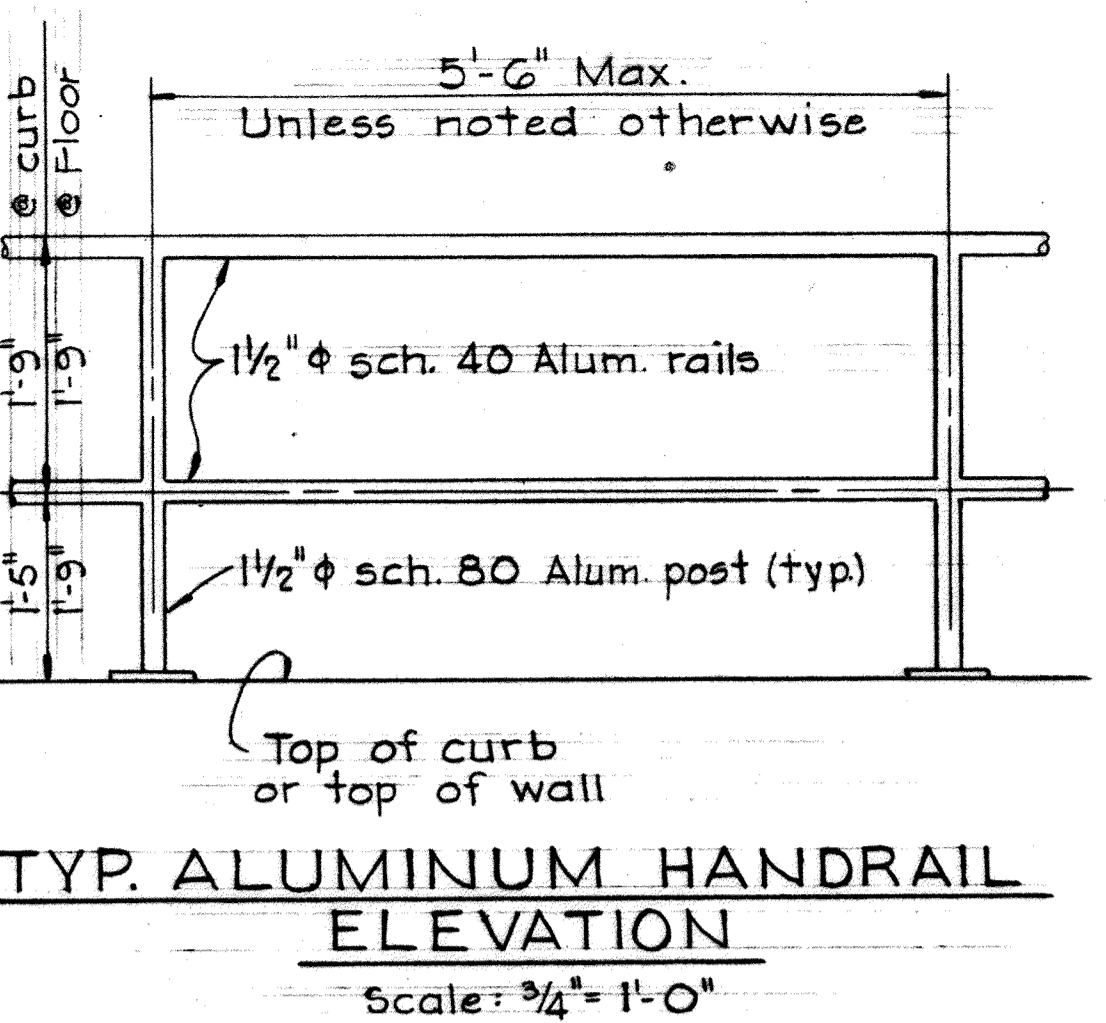 5'-6" Max.
Unless noted otherwise
@ curb
@ Floor
1'-9"
1'-9"
1½" ϕ sch. 40 Alum. rails
1'-5"
1'-9"
1½" ϕ sch. 80 Alum. post (typ.)
Top of curb
or top of wall
TYP. ALUMINUM HANDRAIL
ELEVATION
Scale: ¾" = 1'-0"